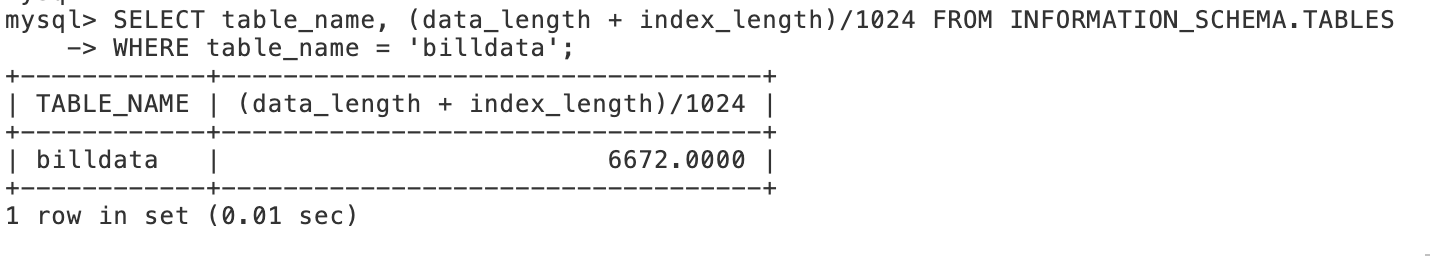 mysql> SELECT table_name, (data_length + index_length)/1024 FROM INFORMATION_SCHEMA.TABLES
    -> WHERE table_name = 'billdata';
+------------+-----------------------------------+
| TABLE_NAME | (data_length + index_length)/1024 |
+------------+-----------------------------------+
| billdata   |                         6672.0000 |
+------------+-----------------------------------+
1 row in set (0.01 sec)